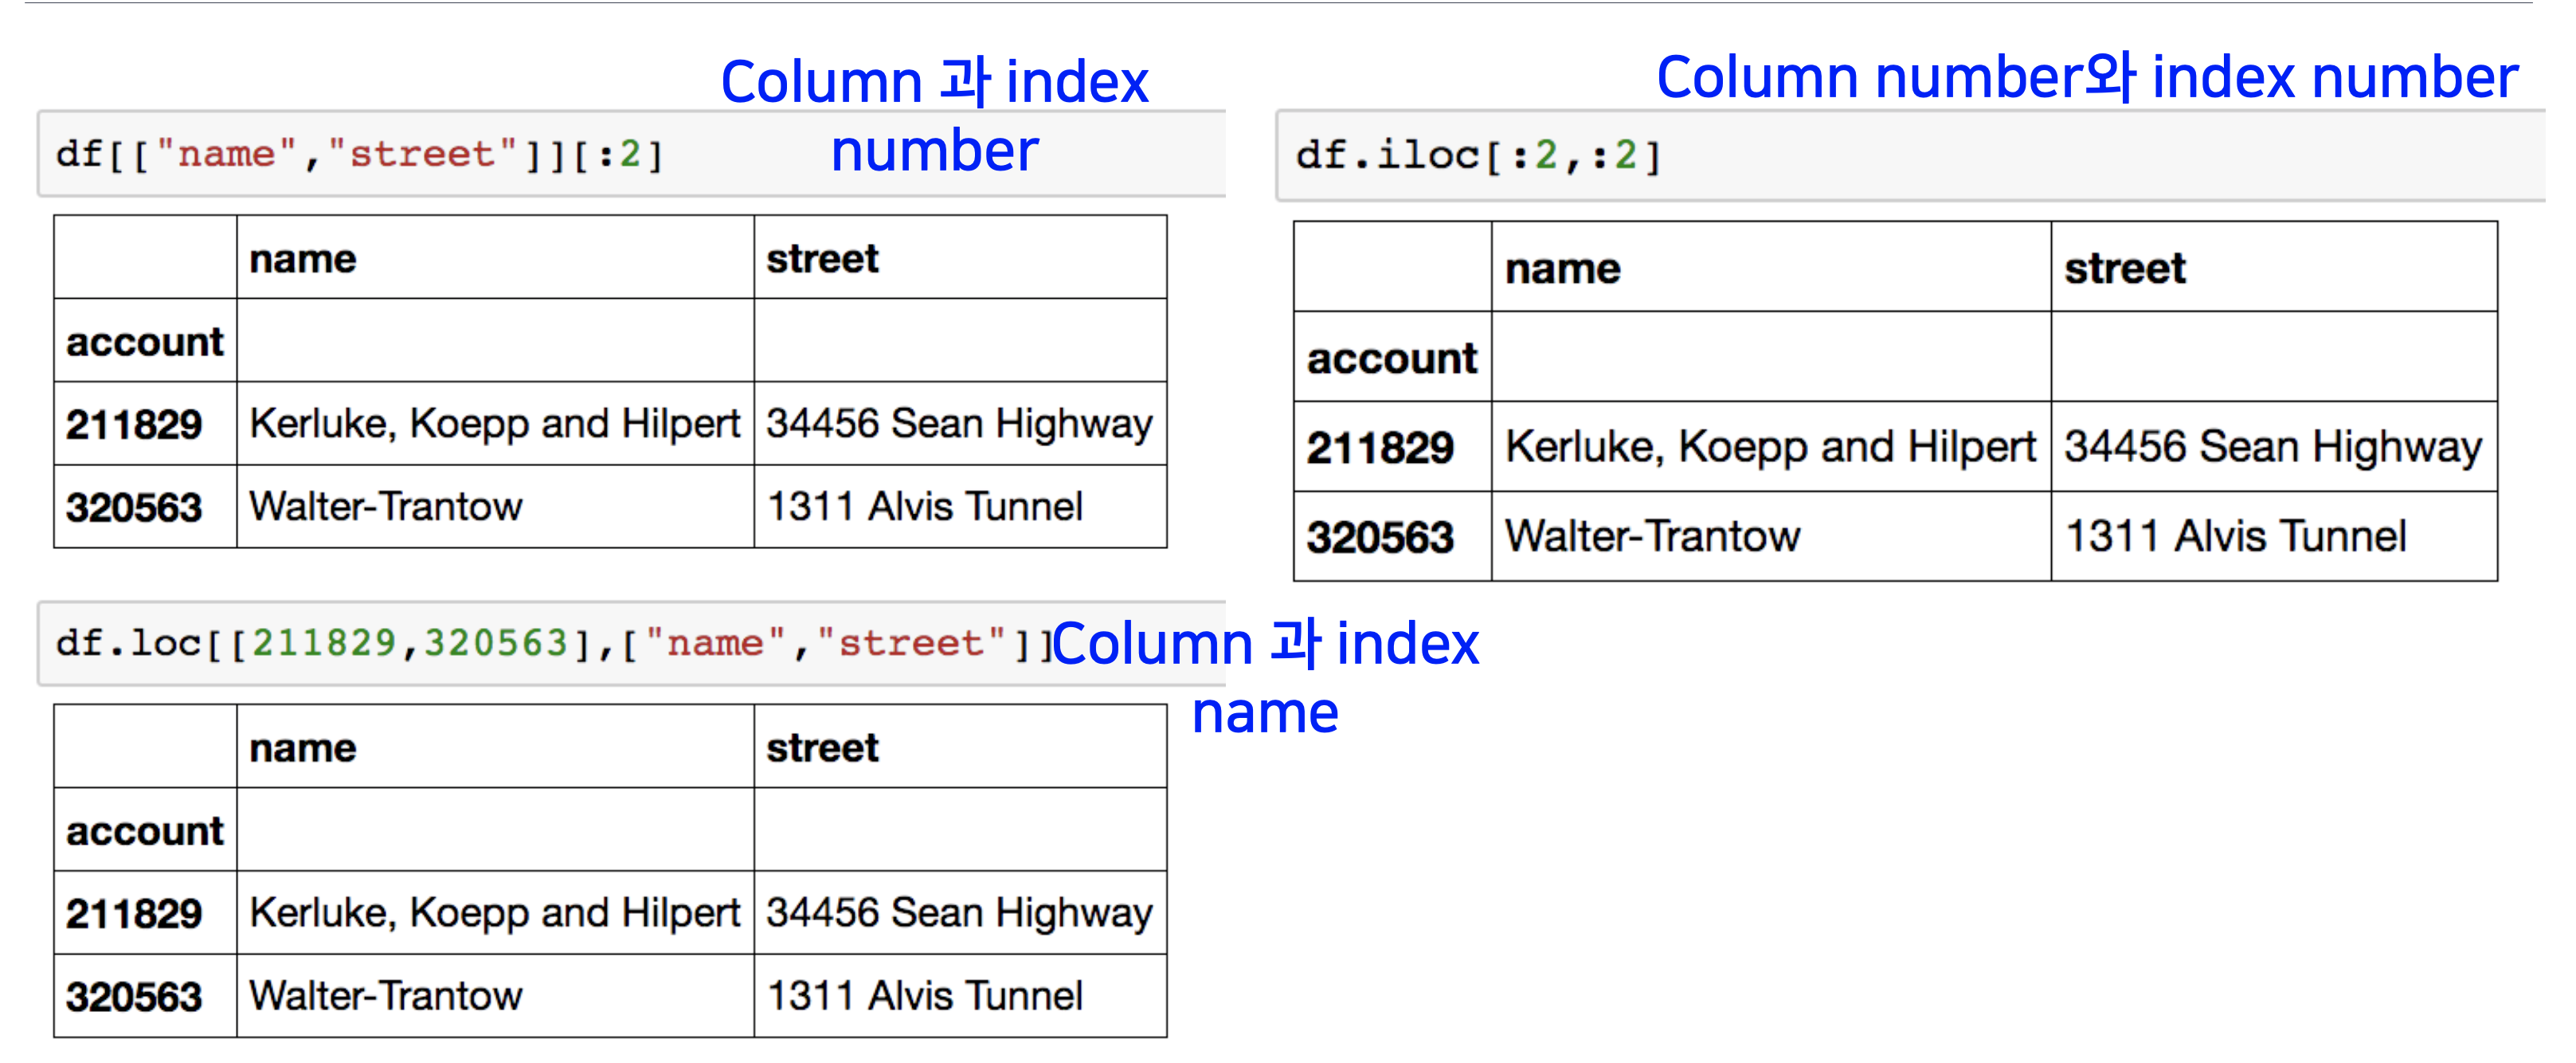 Column 과 index
number
df[["name","street"]][:2]
name street
account
211829 Kerluke, Koepp and Hilpert 34456 Sean Highway
320563 Walter-Trantow 1311 Alvis Tunnel
Column number와 index number
df.iloc[:2,:2]
name street
account
211829 Kerluke, Koepp and Hilpert 34456 Sean Highway
320563 Walter-Trantow 1311 Alvis Tunnel
df.loc[[211829,320563],["name","street"]]
Column 과 index
name
name street
account
211829 Kerluke, Koepp and Hilpert 34456 Sean Highway
320563 Walter-Trantow 1311 Alvis Tunnel